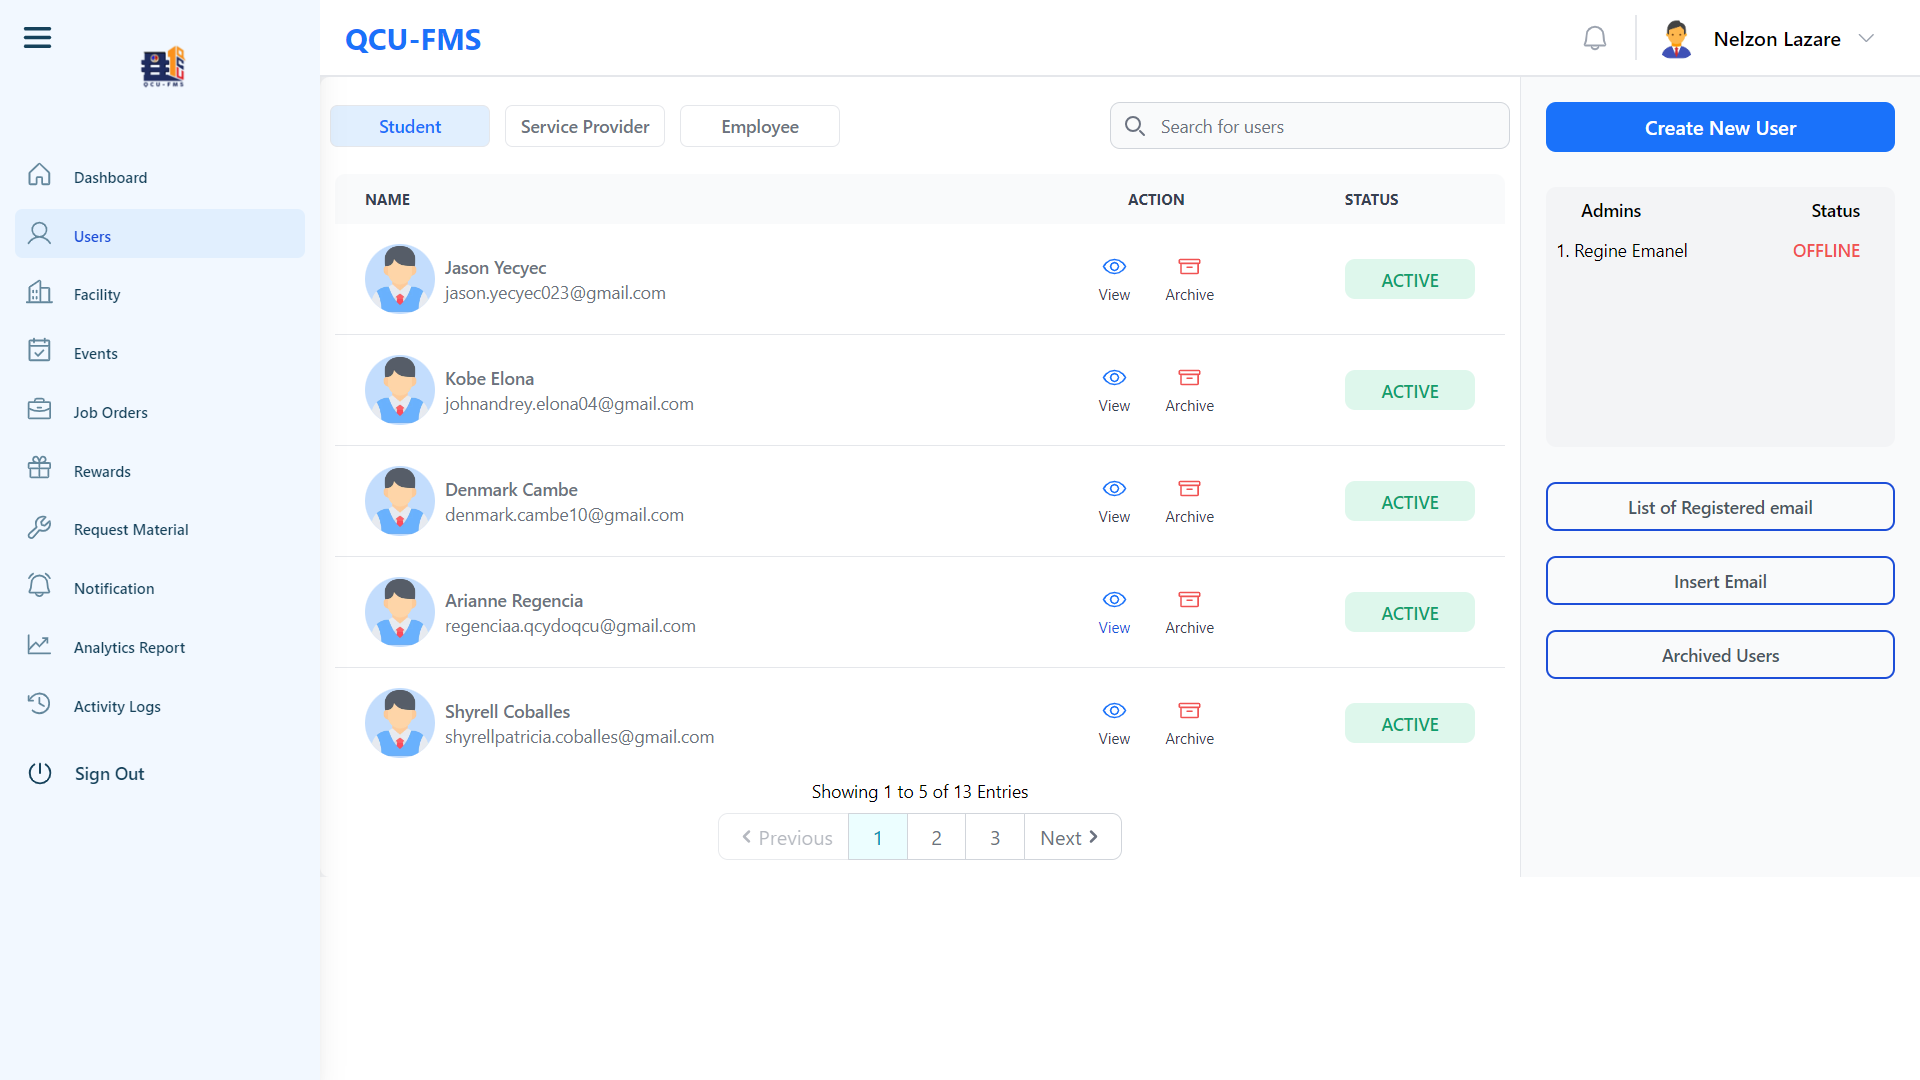 QCU-FMS
Nelzon Lazare
QCU-FMS
Dashboard
Users
Facility
Events
Job Orders
Rewards
Request Material
Notification
Analytics Report
Activity Logs
Sign Out
Student
Service Provider
Employee
Search for users
NAME ACTION STATUS
Jason Yecyec
jason.yecyec023@gmail.com
View Archive
ACTIVE
Kobe Elona
johnandrey.elona04@gmail.com
View Archive
ACTIVE
Denmark Cambe
denmark.cambe10@gmail.com
View Archive
ACTIVE
Arianne Regencia
regenciaa.qcydoqcu@gmail.com
View Archive
ACTIVE
Shyrell Coballes
shyrellpatricia.coballes@gmail.com
View Archive
ACTIVE
Showing 1 to 5 of 13 Entries
Previous 1 2 3 Next
Create New User
Admins Status
1. Regine Emanel OFFLINE
List of Registered email
Insert Email
Archived Users